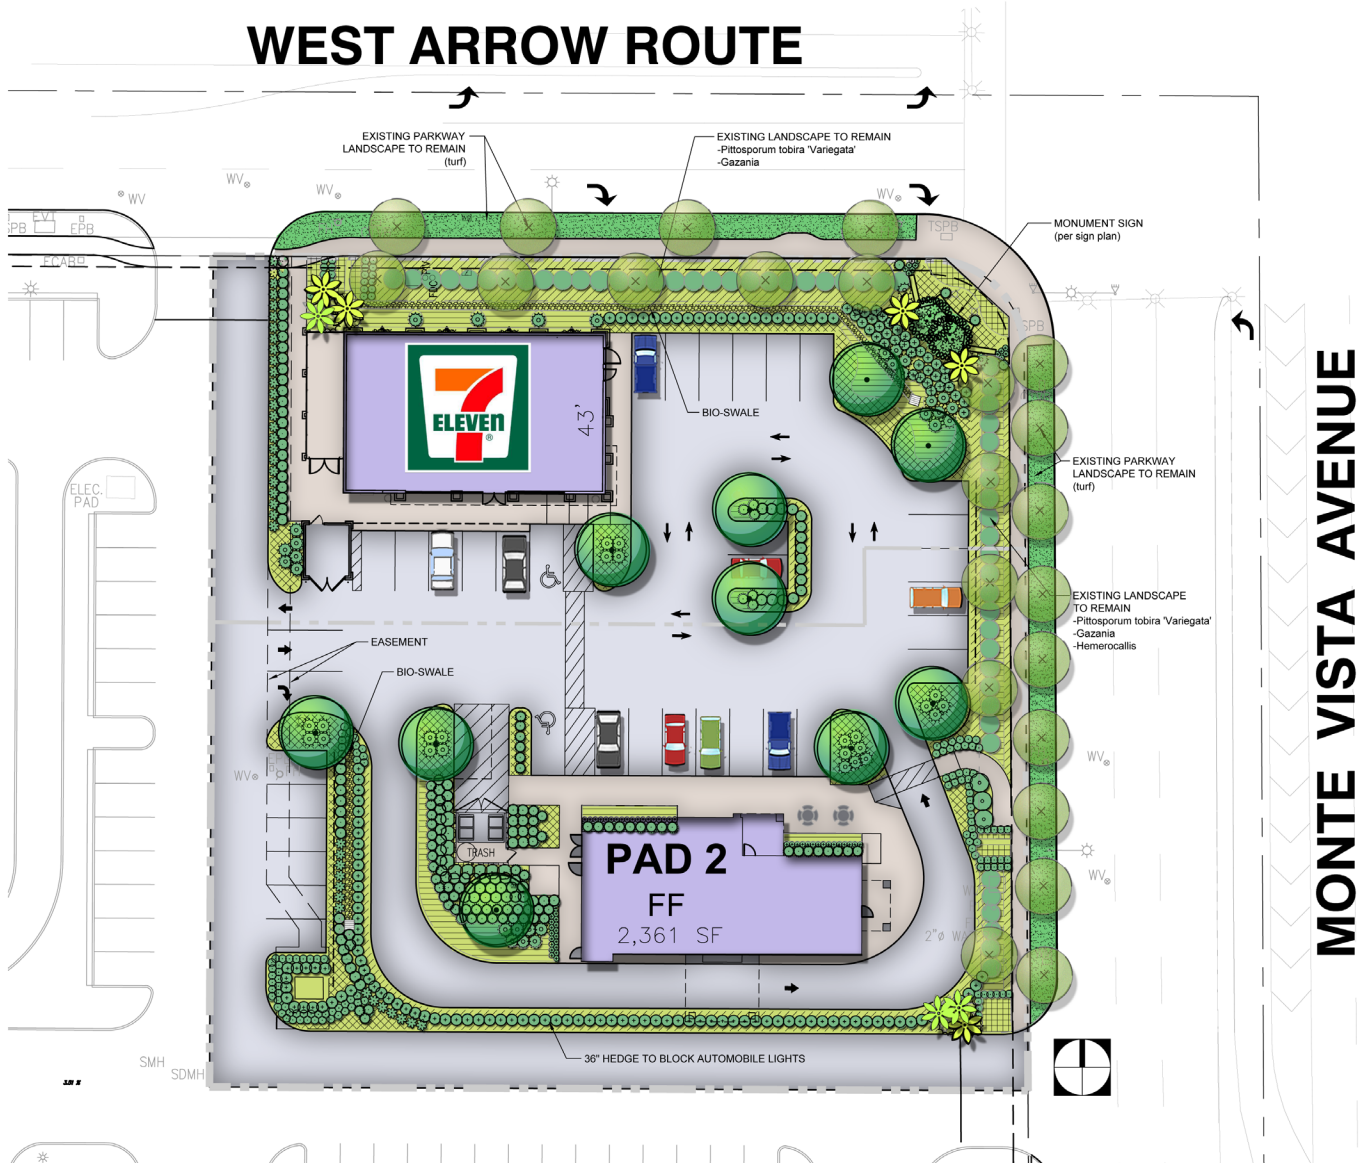 WEST ARROW ROUTE
EXISTING PARKWAY
LANDSCAPE TO REMAIN
(turf)
EXISTING LANDSCAPE TO REMAIN
-Pittosporum tobira 'Variegata'
-Gazania
WV
WV
WV
WV
EVT
SPB
EPB
ECAB
TSPB
MONUMENT SIGN
(per sign plan)
SPB
7
ELEVEN
®
43'
BIO-SWALE
EXISTING PARKWAY
LANDSCAPE TO REMAIN
(turf)
ELEC.
PAD
MONTE VISTA AVENUE
EXISTING LANDSCAPE
TO REMAIN
-Pittosporum tobira 'Variegata'
-Gazania
-Hemerocallis
EASEMENT
BIO-SWALE
WV
WV
TRASH
PAD 2
FF
2,361 SF
WV
2"ø WA
36" HEDGE TO BLOCK AUTOMOBILE LIGHTS
SMH
SDMH